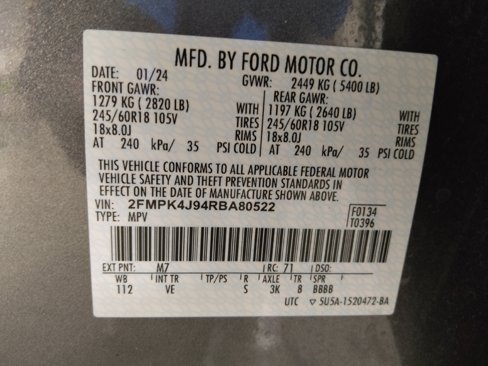 MFD. BY FORD MOTOR CO.
DATE: 01/24 GVWR: 2449 KG ( 5400 LB)
FRONT GAWR: REAR GAWR:
1279 KG ( 2820 LB) WITH 1197 KG ( 2640 LB) WITH
245/60R18 105V TIRES 245/60R18 105V TIRES
18x8.0J RIMS 18x8.0J RIMS
AT 240 kPa/ 35 PSI COLD AT 240 kPa/ 35 PSI COLD
THIS VEHICLE CONFORMS TO ALL APPLICABLE FEDERAL MOTOR
VEHICLE SAFETY AND THEFT PREVENTION STANDARDS IN
EFFECT ON THE DATE OF MANUFACTURE SHOWN ABOVE.
VIN: 2FMPK4J94RBA80522 F0134
TYPE: MPV T0396
EXT PNT: M7 RC: 71 DSO:
WB INT TR TP/PS R AXLE TR SPR
112 VE S 3K 8 BBBB
UTC ▽ 5U5A-1520472-BA